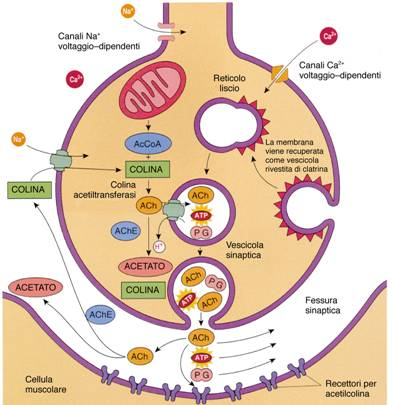 Na⁺
Canali Na⁺
voltaggio–dipendenti
Ca²⁺
Ca²⁺
Canali Ca²⁺
voltaggio–dipendenti
Reticolo
liscio
Na⁺
AcCoA
+
COLINA
La membrana
viene recuperata
come vescicola
rivestita di clatrina
COLINA
Colina
acetiltransferasi
ACh
ACh
ATP
P G
AChE
H⁺
Vescicola
sinaptica
ACETATO
COLINA
ACh
P G
ATP
ACh
ACETATO
AChE
Fessura
sinaptica
ACh
ACh
ATP
P G
Cellula
muscolare
Recettori per
acetilcolina